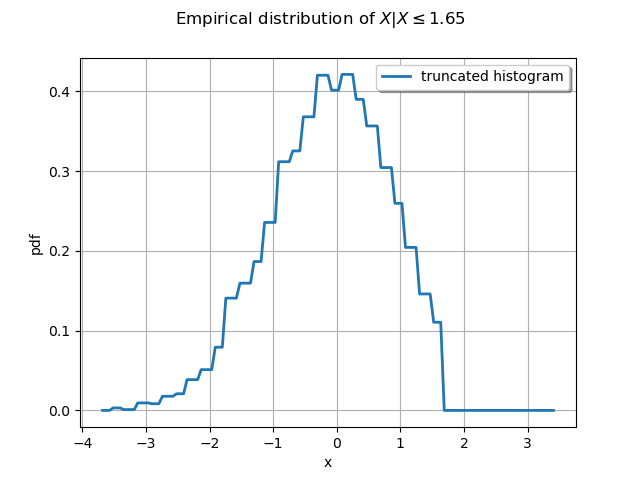 Empirical distribution of X|X ≤ 1.65
truncated histogram
pdf
0.4
0.3
0.2
0.1
0.0
−4 −3 −2 −1 0 1 2 3
x